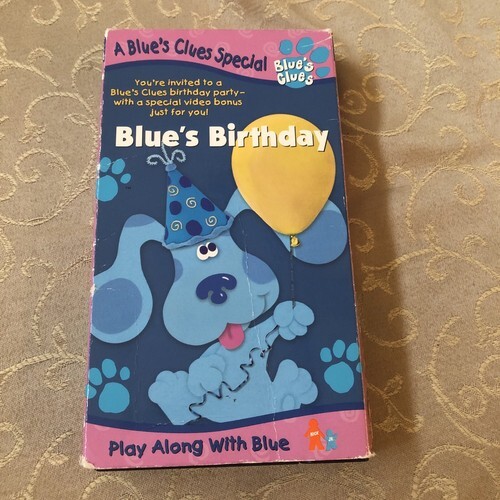 A Blue's Clues Special
Blue's
Clues
You're invited to a
Blue's Clues birthday party–
with a special video bonus
just for you!
Blue's Birthday
Play Along With Blue